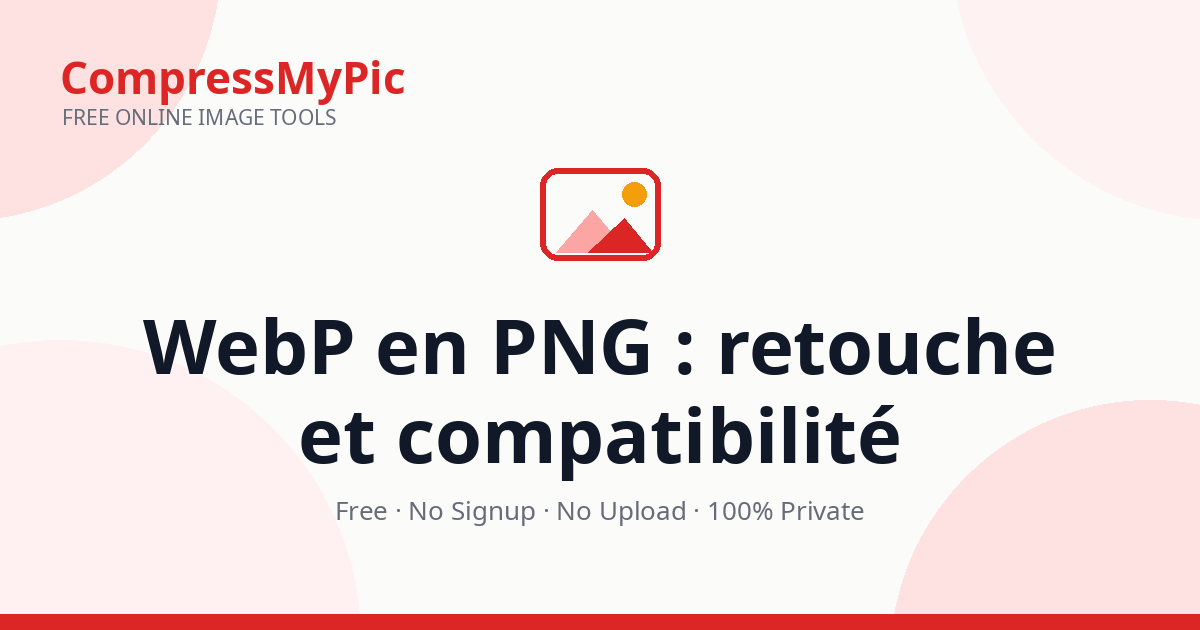 CompressMyPic
FREE ONLINE IMAGE TOOLS
WebP en PNG : retouche
et compatibilité
Free · No Signup · No Upload · 100% Private